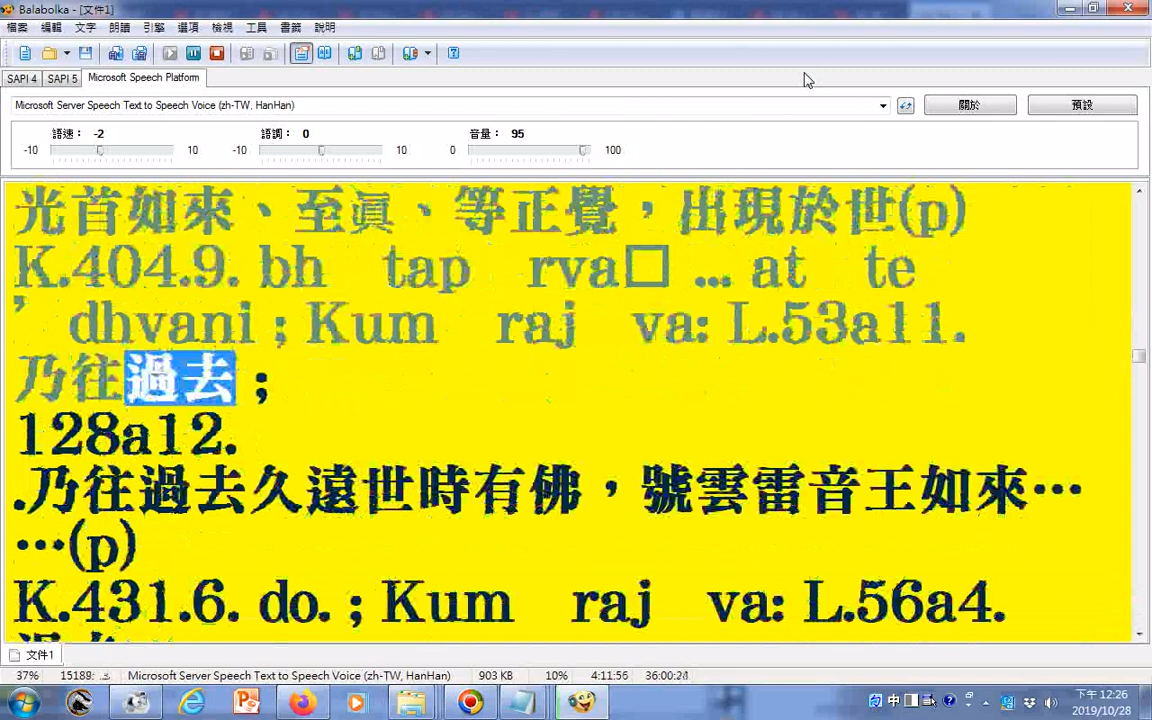 Balabolka - [文件1]
檔案 編輯 文字 朗讀 引擎 選項 檢視 工具 書籤 說明
SAPI 4 SAPI 5 Microsoft Speech Platform
Microsoft Server Speech Text to Speech Voice (zh-TW, HanHan) 關於 預設
語速： -2 語調： 0 音量： 95
-10 10 -10 10 0 100
光首如來、至眞、等正覺，出現於世(p)
K.404.9. bh tap rva□ ... at te
’ dhvani ; Kum raj va: L.53a11.
乃往過去；
128a12.
.乃往過去久遠世時有佛，號雲雷音王如來…
…(p)
K.431.6. do. ; Kum raj va: L.56a4.
文件1
37% Microsoft Server Speech Text to Speech Voice (zh-TW, HanHan) 903 KB 10% 4:11:56
中 下午 12:26
2019/10/28